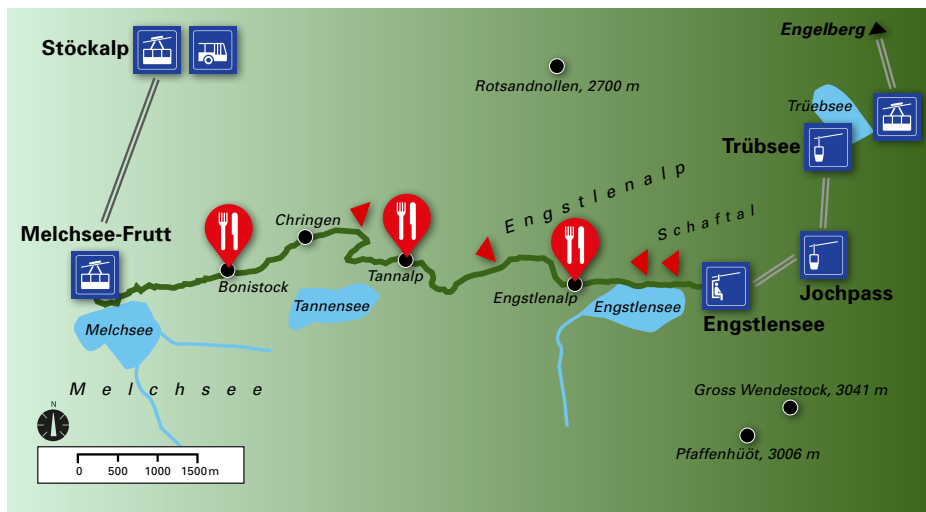 Stöckalp
Engelberg
Rotsandnollen, 2700 m
Trüebsee
Trübsee
Engstlenalp
Schaftal
Chringen
Melchsee-Frutt
Tannalp
Bonistock
Engstlenalp
Jochpass
Tannensee
Engstlensee
Engstlensee
Melchsee
Melchsee
Gross Wendestock, 3041 m
N
Pfaffenhüöt, 3006 m
0 500 1000 1500 m